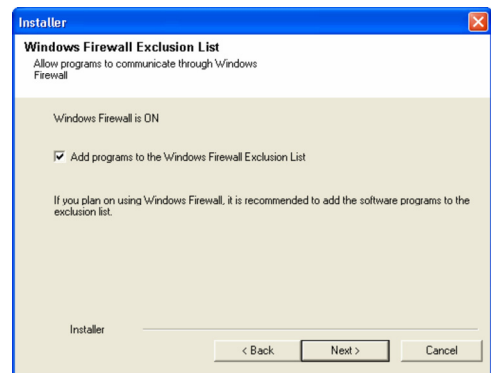 Installer
Windows Firewall Exclusion List
Allow programs to communicate through Windows
Firewall
Windows Firewall is ON
Add programs to the Windows Firewall Exclusion List
If you plan on using Windows Firewall, it is recommended to add the software programs to the
exclusion list.
Installer
< Back
Next >
Cancel